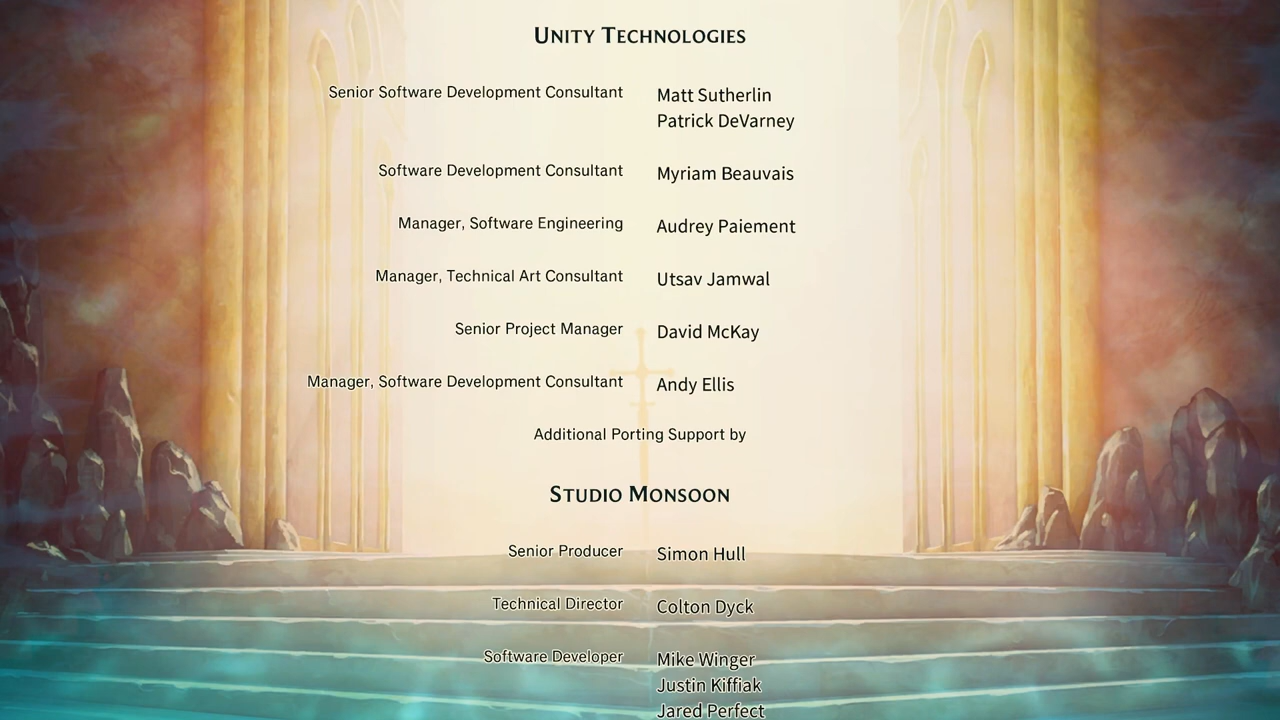 Unity Technologies
Senior Software Development Consultant Matt Sutherlin
Patrick DeVarney
Software Development Consultant Myriam Beauvais
Manager, Software Engineering Audrey Paiement
Manager, Technical Art Consultant Utsav Jamwal
Senior Project Manager David McKay
Manager, Software Development Consultant Andy Ellis
Additional Porting Support by
Studio Monsoon
Senior Producer Simon Hull
Technical Director Colton Dyck
Software Developer Mike Winger
Justin Kiffiak
Jared Perfect